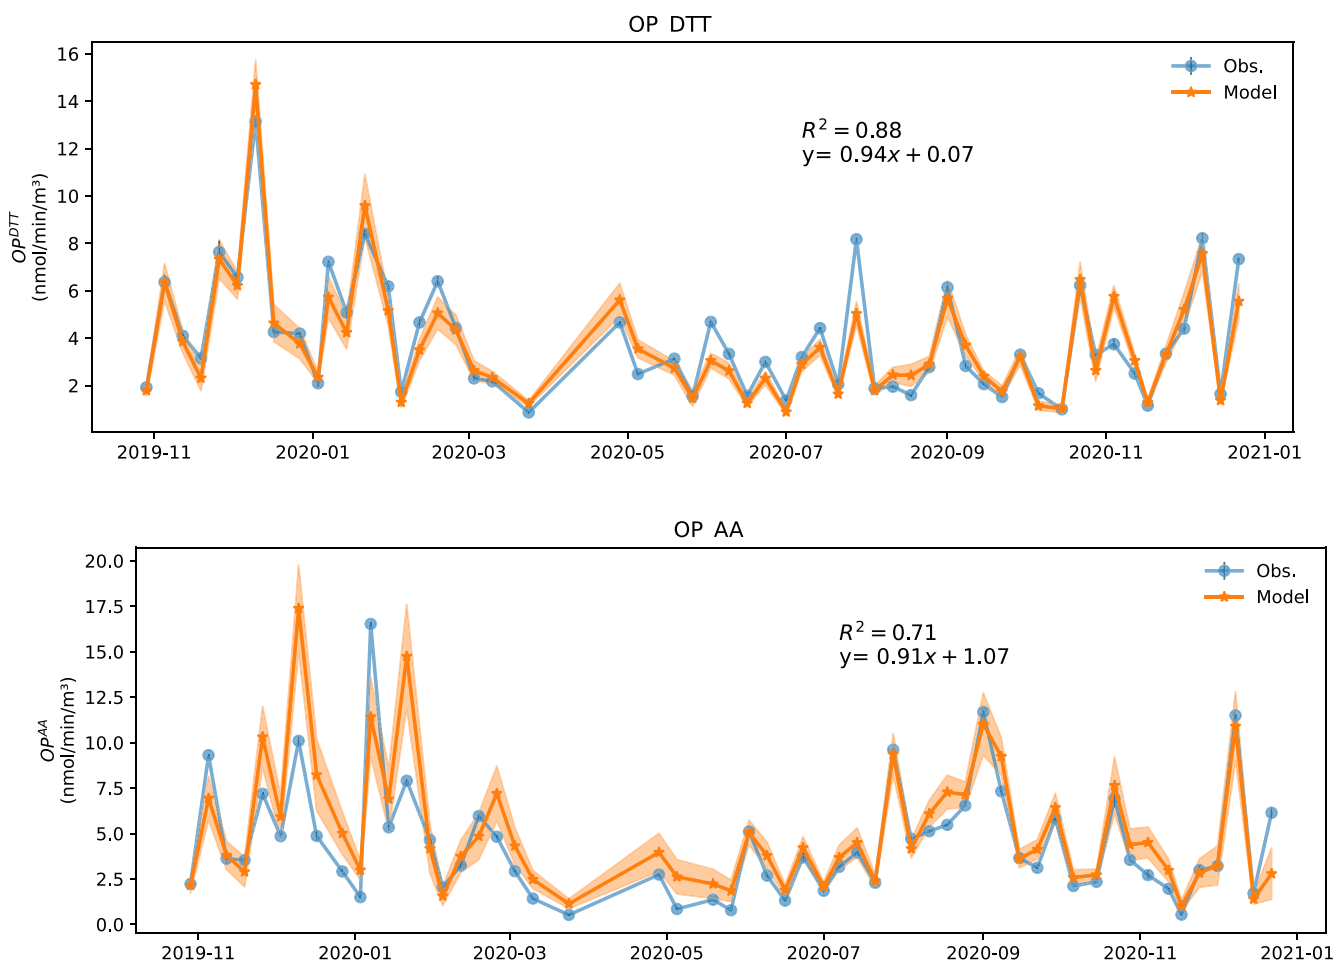 OP DTT
16
14
12
10
8
6
4
2
OP^{DTT}
(nmol/min/m³)
Obs.
Model
R² = 0.88
y= 0.94x + 0.07
2019-11 2020-01 2020-03 2020-05 2020-07 2020-09 2020-11 2021-01
OP AA
20.0
17.5
15.0
12.5
10.0
7.5
5.0
2.5
0.0
OP^{AA}
(nmol/min/m³)
Obs.
Model
R² = 0.71
y= 0.91x + 1.07
2019-11 2020-01 2020-03 2020-05 2020-07 2020-09 2020-11 2021-01